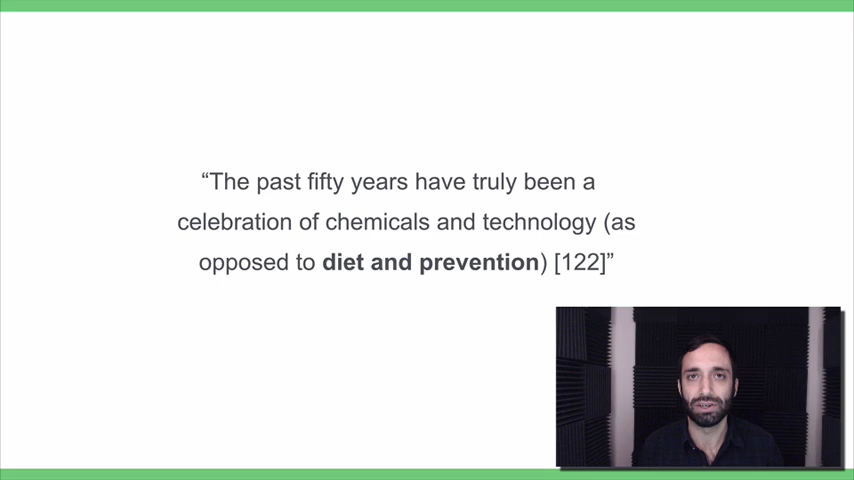 “The past fifty years have truly been a
celebration of chemicals and technology (as
opposed to diet and prevention) [122]”